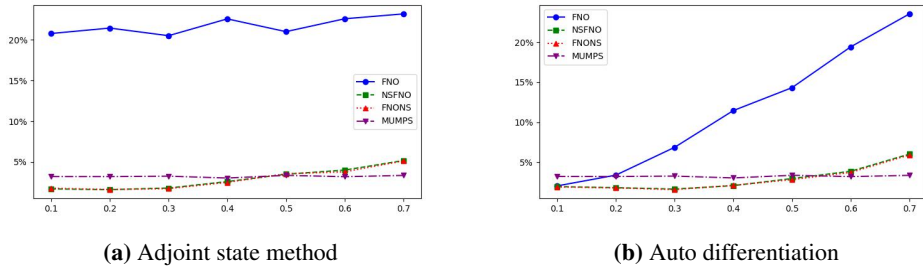 20%
15%
10%
5%
FNO
NSFNO
FNONS
MUMPS
0.1 0.2 0.3 0.4 0.5 0.6 0.7
(a) Adjoint state method
20%
15%
10%
5%
FNO
NSFNO
FNONS
MUMPS
0.1 0.2 0.3 0.4 0.5 0.6 0.7
(b) Auto differentiation